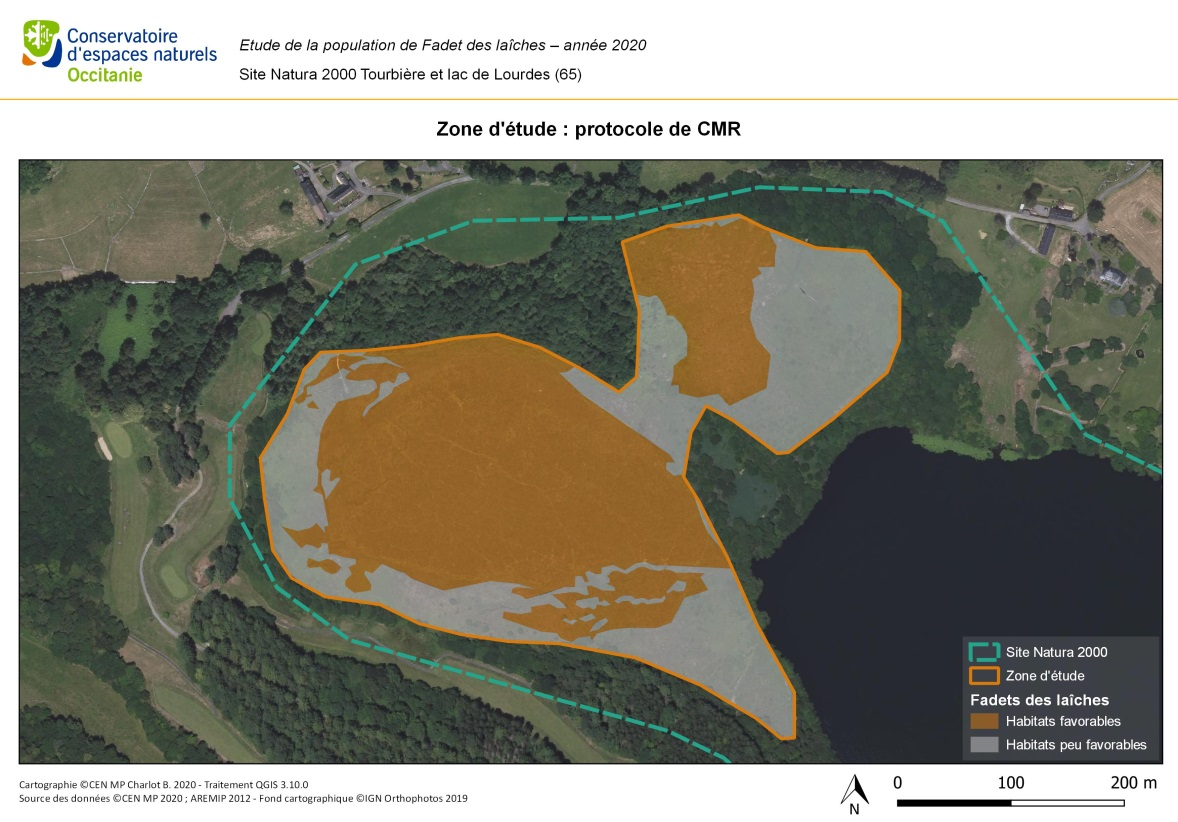 Conservatoire
d'espaces naturels
Occitanie
Etude de la population de Fadet des laîches – année 2020
Site Natura 2000 Tourbière et lac de Lourdes (65)
Zone d'étude : protocole de CMR
Site Natura 2000
Zone d'étude
Fadets des laîches
Habitats favorables
Habitats peu favorables
Cartographie ©CEN MP Charlot B. 2020 - Traitement QGIS 3.10.0
Source des données ©CEN MP 2020 ; AREMIP 2012 - Fond cartographique ©IGN Orthophotos 2019
N
0 100 200 m